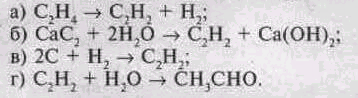 а) C₂H₄ → C₂H₂ + H₂;
б) CaC₂ + 2H₂O → C₂H₂ + Ca(OH)₂;
в) 2C + H₂ → C₂H₂;
г) C₂H₂ + H₂O → CH₃CHO.